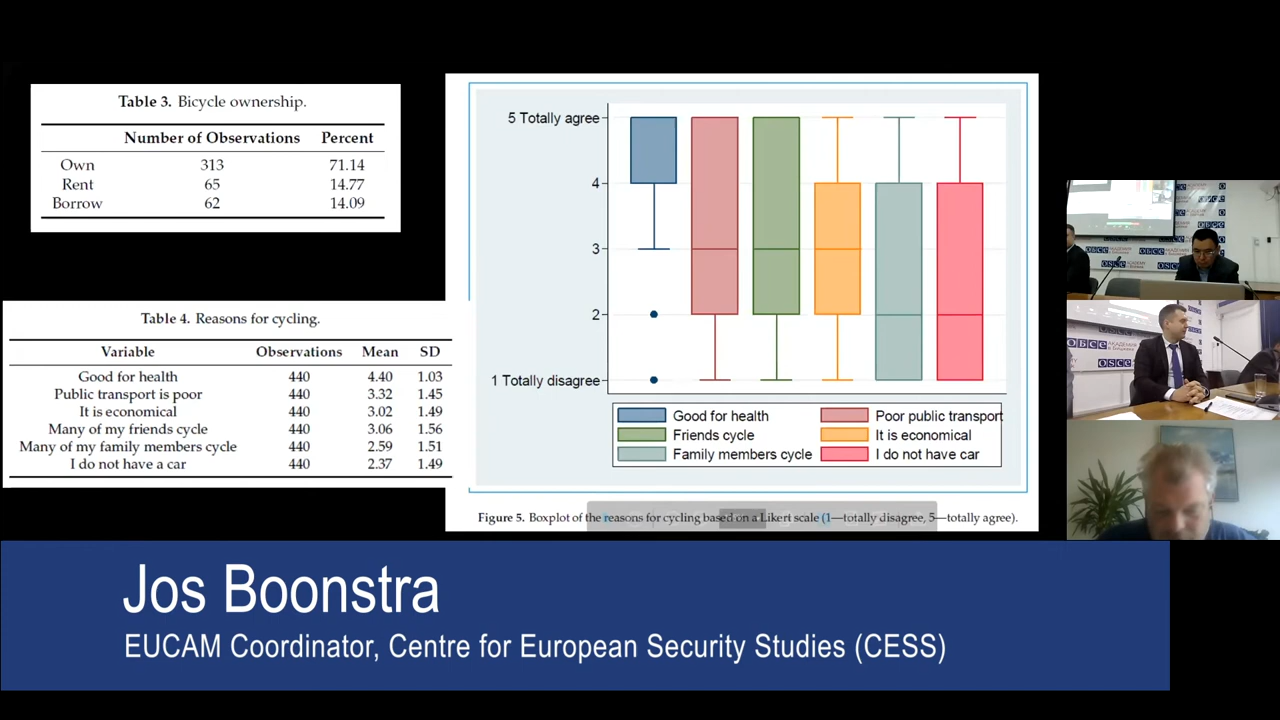 Table 3. Bicycle ownership.
Number of Observations Percent
Own 313 71.14
Rent 65 14.77
Borrow 62 14.09
Table 4. Reasons for cycling.
Variable Observations Mean SD
Good for health 440 4.40 1.03
Public transport is poor 440 3.32 1.45
It is economical 440 3.02 1.49
Many of my friends cycle 440 3.06 1.56
Many of my family members cycle 440 2.59 1.51
I do not have a car 440 2.37 1.49
5 Totally agree
4
3
2
1 Totally disagree
Good for health Poor public transport
Friends cycle It is economical
Family members cycle I do not have car
Figure 5. Boxplot of the reasons for cycling based on a Likert scale (1—totally disagree, 5—totally agree).
Jos Boonstra
EUCAM Coordinator, Centre for European Security Studies (CESS)
osce
ОБСЕ АКАДЕМИЯ
osce